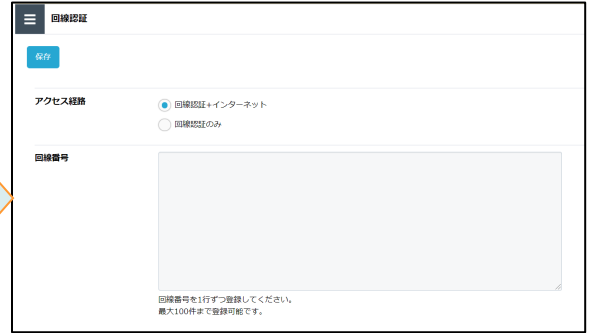 回線認証
保存
アクセス経路
回線認証+インターネット
回線認証のみ
回線番号
回線番号を1行ずつ登録してください。
最大100件まで登録可能です。